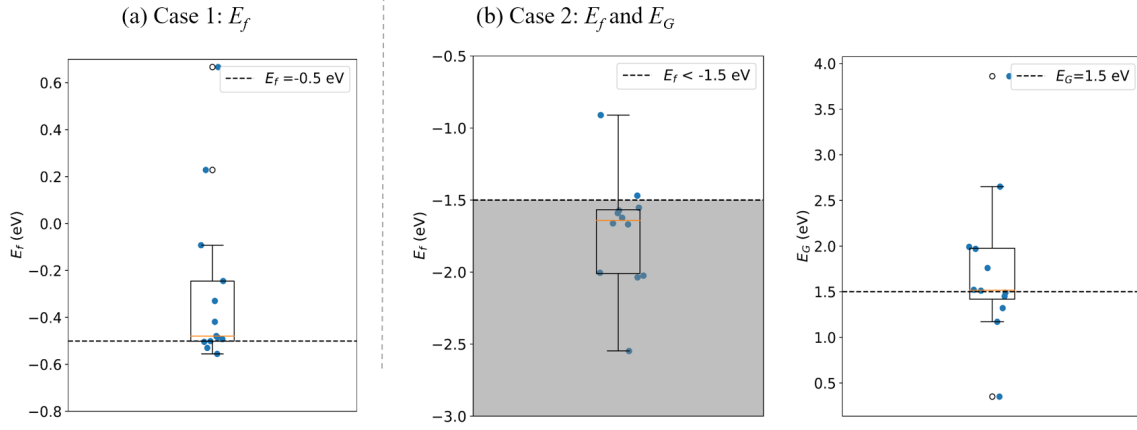 (a) Case 1: E_f
(b) Case 2: E_f and E_G
E_f =-0.5 eV
0.6
0.4
0.2
0.0
−0.2
−0.4
−0.6
−0.8
E_f (eV)
E_f < -1.5 eV
−0.5
−1.0
−1.5
−2.0
−2.5
−3.0
E_f (eV)
E_G=1.5 eV
4.0
3.5
3.0
2.5
2.0
1.5
1.0
0.5
E_G (eV)